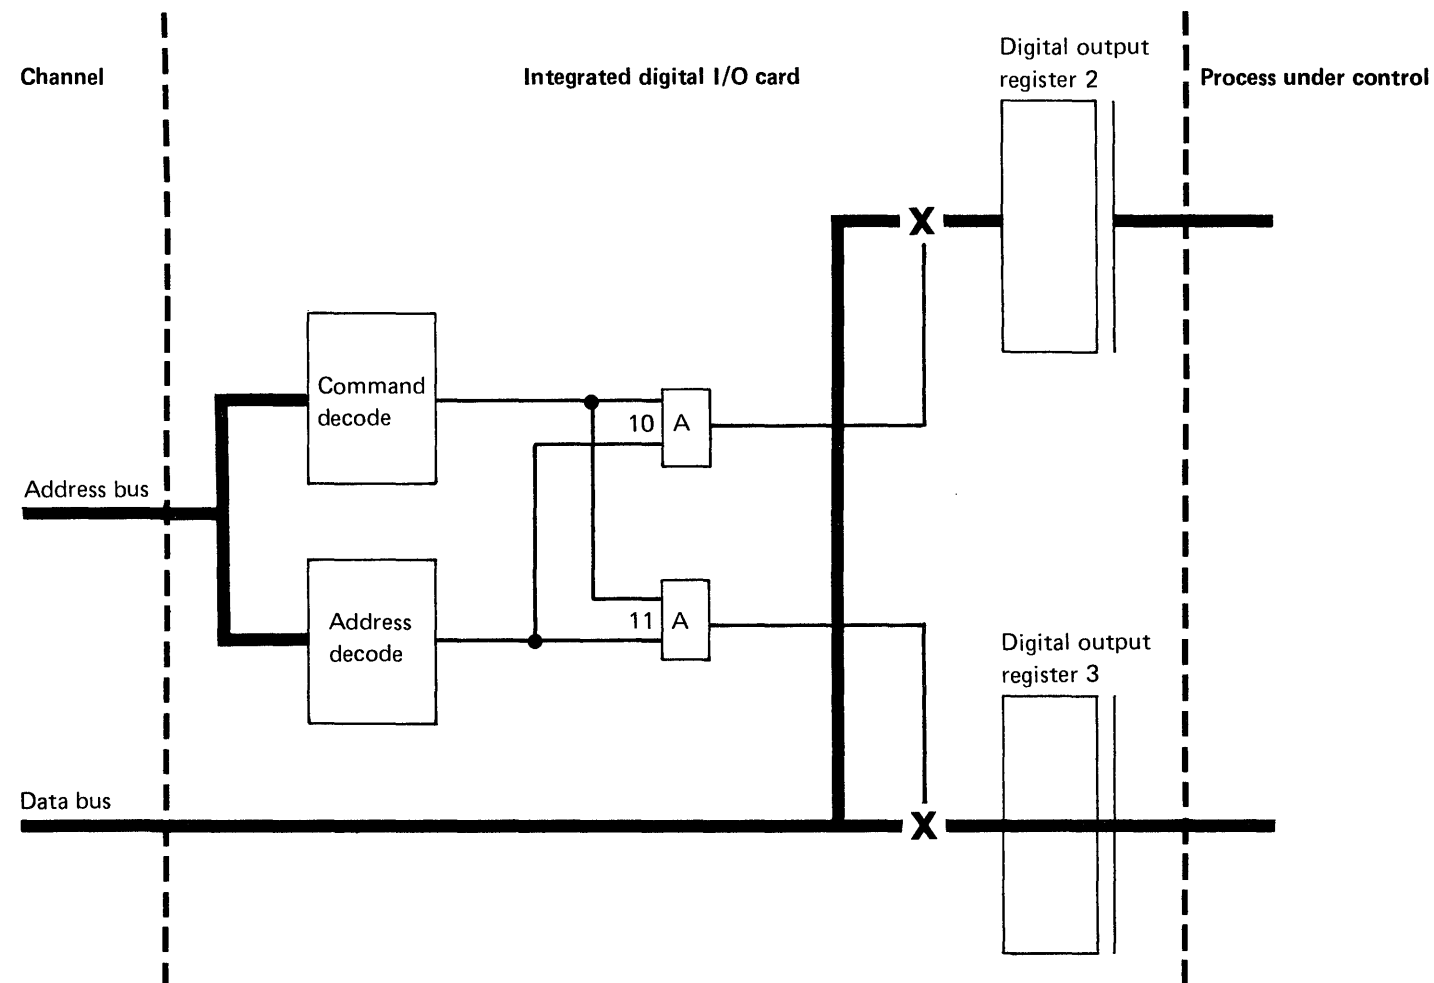 Channel
Integrated digital I/O card
Digital output
register 2
Process under control
X
Command
decode
10
A
Address bus
Address
decode
11
A
Digital output
register 3
Data bus
X